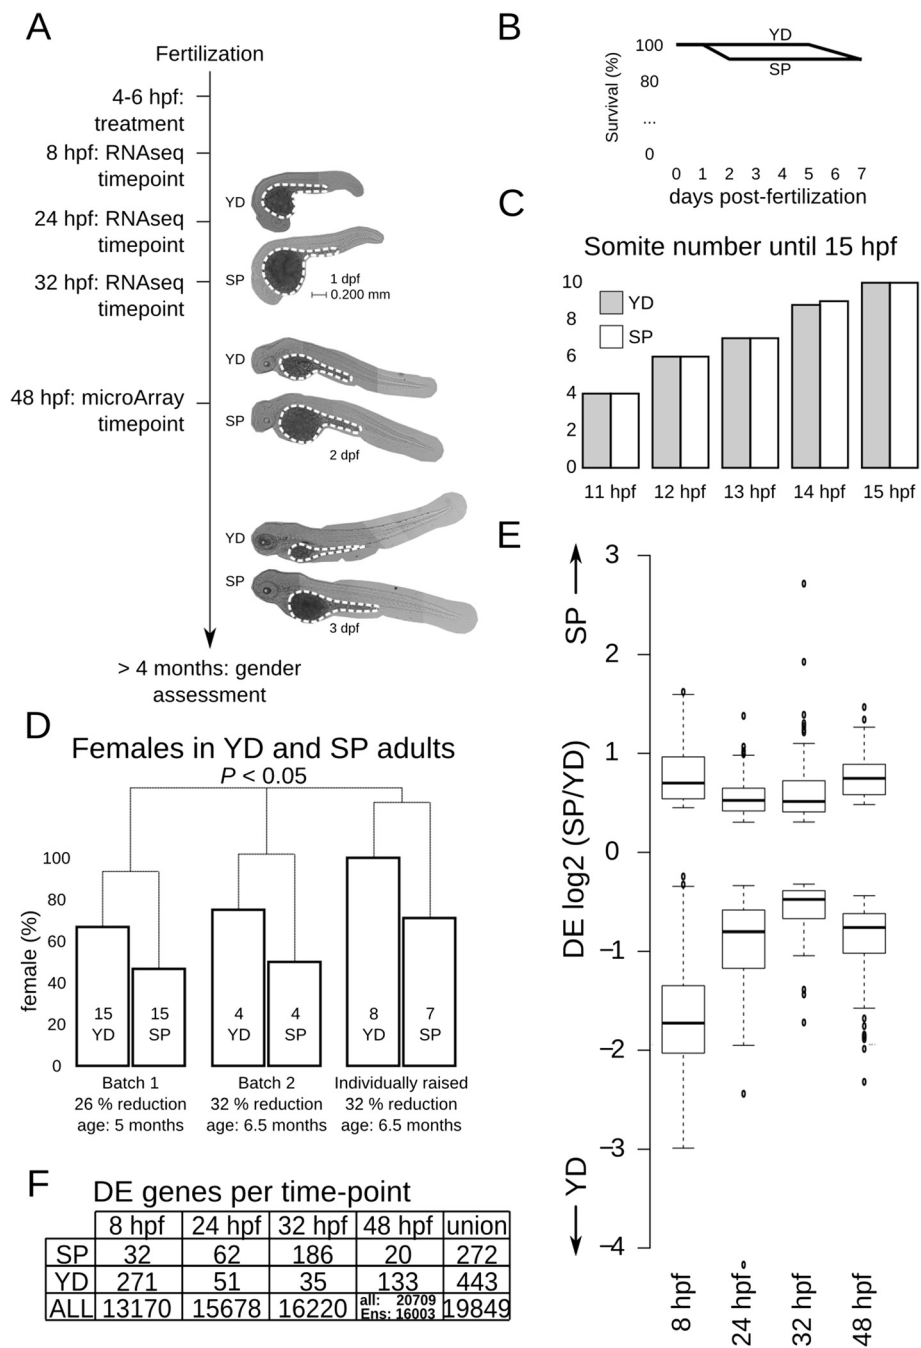 A
Fertilization
4-6 hpf:
treatment
8 hpf: RNAseq
timepoint
24 hpf: RNAseq
timepoint
32 hpf: RNAseq
timepoint
48 hpf: microArray
timepoint
YD
SP
1 dpf
0.200 mm
YD
SP
2 dpf
YD
SP
3 dpf
> 4 months: gender
assessment
B
Survival (%)
100
80
...
0
YD
SP
0 1 2 3 4 5 6 7
days post-fertilization
C
Somite number until 15 hpf
10
8
6
4
2
0
YD
SP
11 hpf 12 hpf 13 hpf 14 hpf 15 hpf
D
Females in YD and SP adults
P < 0.05
female (%)
100
80
60
40
20
0
15 15 4 4 8 7
YD SP YD SP YD SP
Batch 1 Batch 2 Individually raised
26 % reduction 32 % reduction 32 % reduction
age: 5 months age: 6.5 months age: 6.5 months
E
SP
DE log2 (SP/YD)
YD
3
2
1
0
−1
−2
−3
−4
8 hpf
24 hpf
32 hpf
48 hpf
F
DE genes per time-point
8 hpf 24 hpf 32 hpf 48 hpf union
SP 32 62 186 20 272
YD 271 51 35 133 443
ALL 13170 15678 16220 all: 20709 Ens: 16003 19849